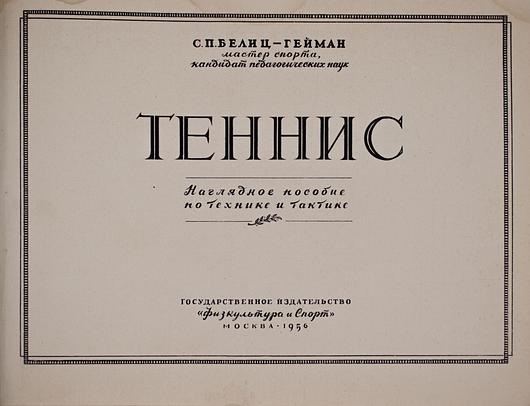 С.П.БЕЛИЦ-ГЕЙМАН
мастер спорта,
кандидат педагогических наук
ТЕННИС
Наглядное пособие
по технике и тактике
ГОСУДАРСТВЕННОЕ ИЗДАТЕЛЬСТВО
«Физкультура и Спорт»
МОСКВА · 1956